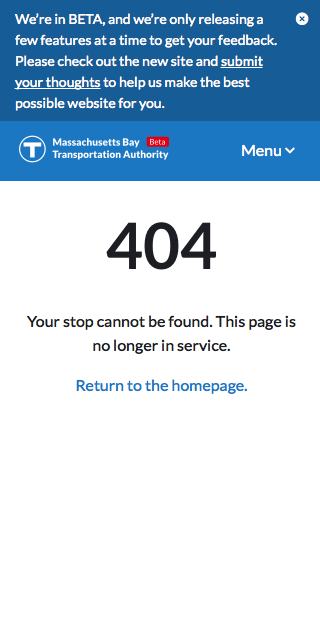 We're in BETA, and we're only releasing a
few features at a time to get your feedback.
Please check out the new site and submit
your thoughts to help us make the best
possible website for you.
T
Massachusetts Bay Beta
Transportation Authority
Menu
404
Your stop cannot be found. This page is
no longer in service.
Return to the homepage.